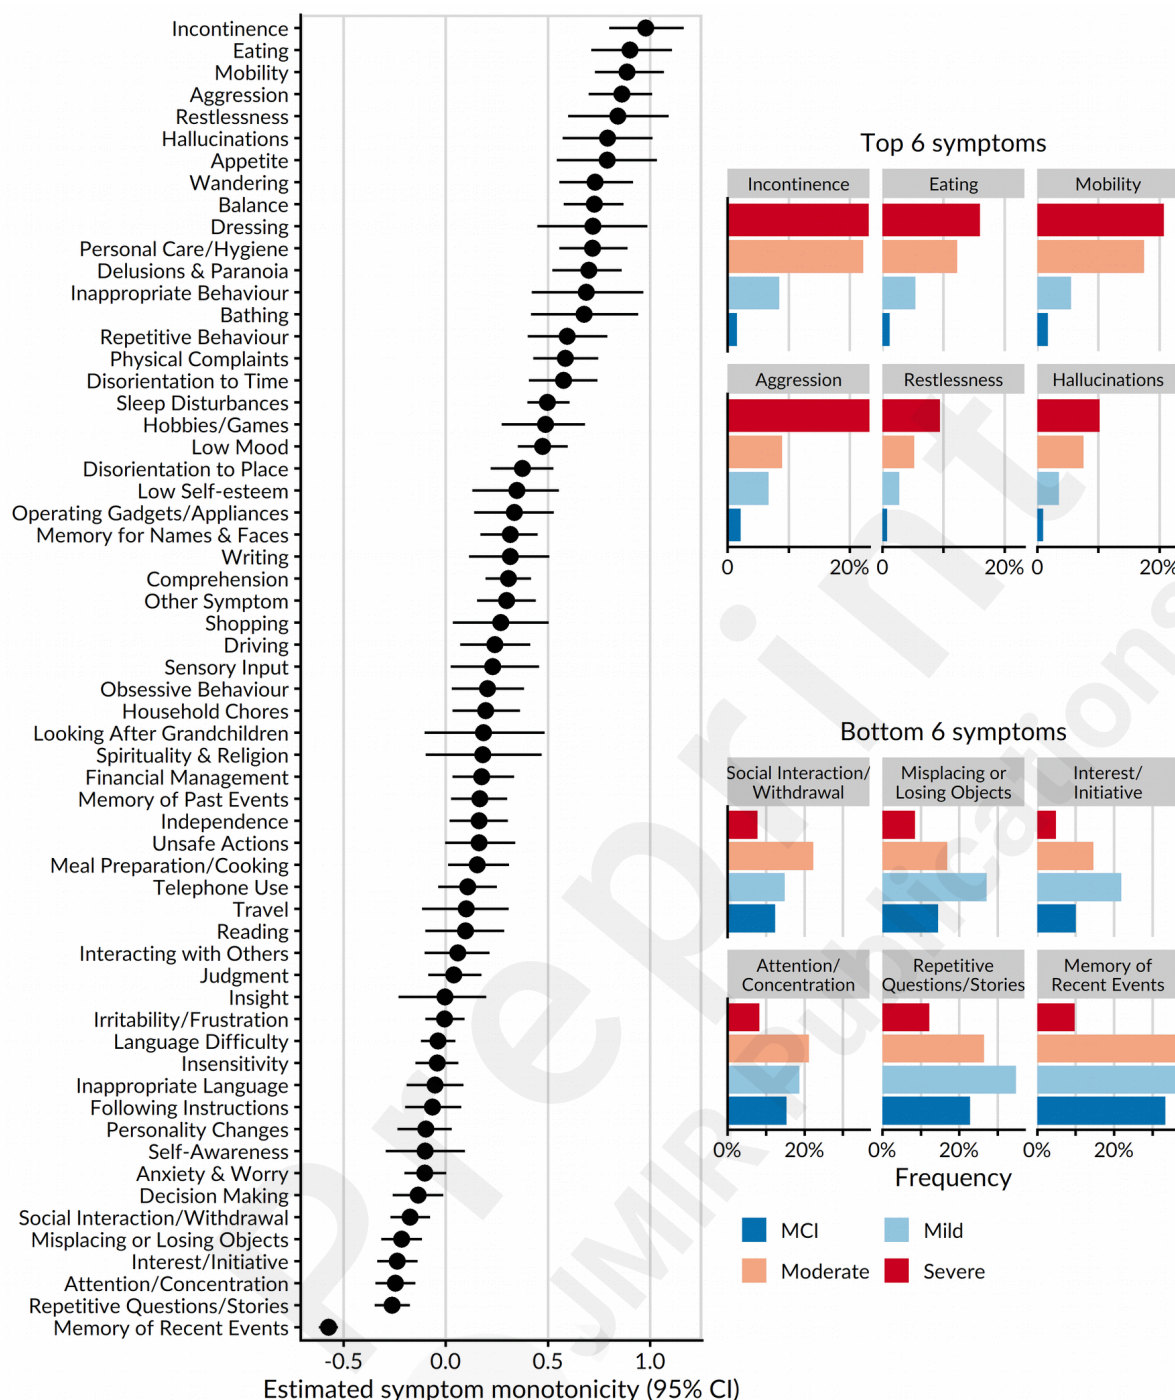 Incontinence
Eating
Mobility
Aggression
Restlessness
Hallucinations
Appetite
Wandering
Balance
Dressing
Personal Care/Hygiene
Delusions & Paranoia
Inappropriate Behaviour
Bathing
Repetitive Behaviour
Physical Complaints
Disorientation to Time
Sleep Disturbances
Hobbies/Games
Low Mood
Disorientation to Place
Low Self-esteem
Operating Gadgets/Appliances
Memory for Names & Faces
Writing
Comprehension
Other Symptom
Shopping
Driving
Sensory Input
Obsessive Behaviour
Household Chores
Looking After Grandchildren
Spirituality & Religion
Financial Management
Memory of Past Events
Independence
Unsafe Actions
Meal Preparation/Cooking
Telephone Use
Travel
Reading
Interacting with Others
Judgment
Insight
Irritability/Frustration
Language Difficulty
Insensitivity
Inappropriate Language
Following Instructions
Personality Changes
Self-Awareness
Anxiety & Worry
Decision Making
Social Interaction/Withdrawal
Misplacing or Losing Objects
Interest/Initiative
Attention/Concentration
Repetitive Questions/Stories
Memory of Recent Events
-0.5 0.0 0.5 1.0
Estimated symptom monotonicity (95% CI)
Top 6 symptoms
Incontinence Eating Mobility
Aggression Restlessness Hallucinations
0 20% 0 20% 0 20%
Bottom 6 symptoms
Social Interaction/
Withdrawal
Misplacing or
Losing Objects
Interest/
Initiative
Attention/
Concentration
Repetitive
Questions/Stories
Memory of
Recent Events
0% 20% 0% 20% 0% 20%
Frequency
MCI Mild
Moderate Severe
Preprint
JMIR Publications